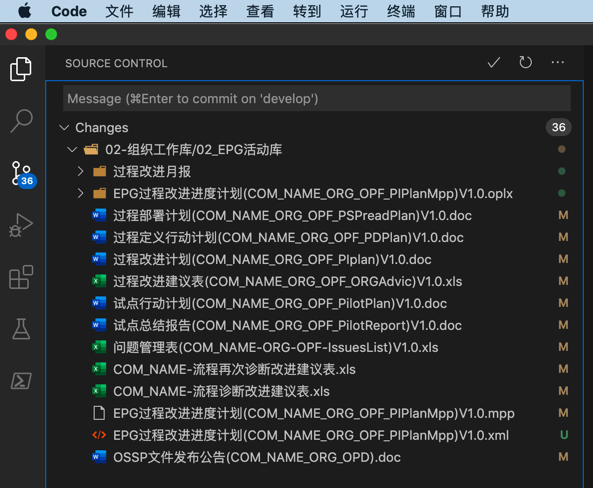 Code 文件 编辑 选择 查看 转到 运行 终端 窗口 帮助
SOURCE CONTROL
Message (⌘Enter to commit on 'develop')
Changes 36
02-组织工作库/02_EPG活动库
过程改进月报
36
EPG过程改进进度计划(COM_NAME_ORG_OPF_PIPlanMpp)V1.0.oplx
过程部署计划(COM_NAME_ORG_OPF_PSPreadPlan)V1.0.doc M
过程定义行动计划(COM_NAME_ORG_OPF_PDPlan)V1.0.doc M
过程改进计划(COM_NAME_ORG_OPF_PIplan)V1.0.doc M
过程改进建议表(COM_NAME_ORG_OPF_ORGAdvic)V1.0.xls M
试点行动计划(COM_NAME_ORG_OPF_PilotPlan)V1.0.doc M
试点总结报告(COM_NAME_ORG_OPF_PilotReport)V1.0.doc M
问题管理表(COM_NAME-ORG-OPF-IssuesList)V1.0.xls M
COM_NAME-流程再次诊断改进建议表.xls M
COM_NAME-流程诊断改进建议表.xls M
EPG过程改进进度计划(COM_NAME_ORG_OPF_PIPlanMpp)V1.0.mpp M
EPG过程改进进度计划(COM_NAME_ORG_OPF_PIPlanMpp)V1.0.xml U
OSSP文件发布公告(COM_NAME_ORG_OPD).doc M